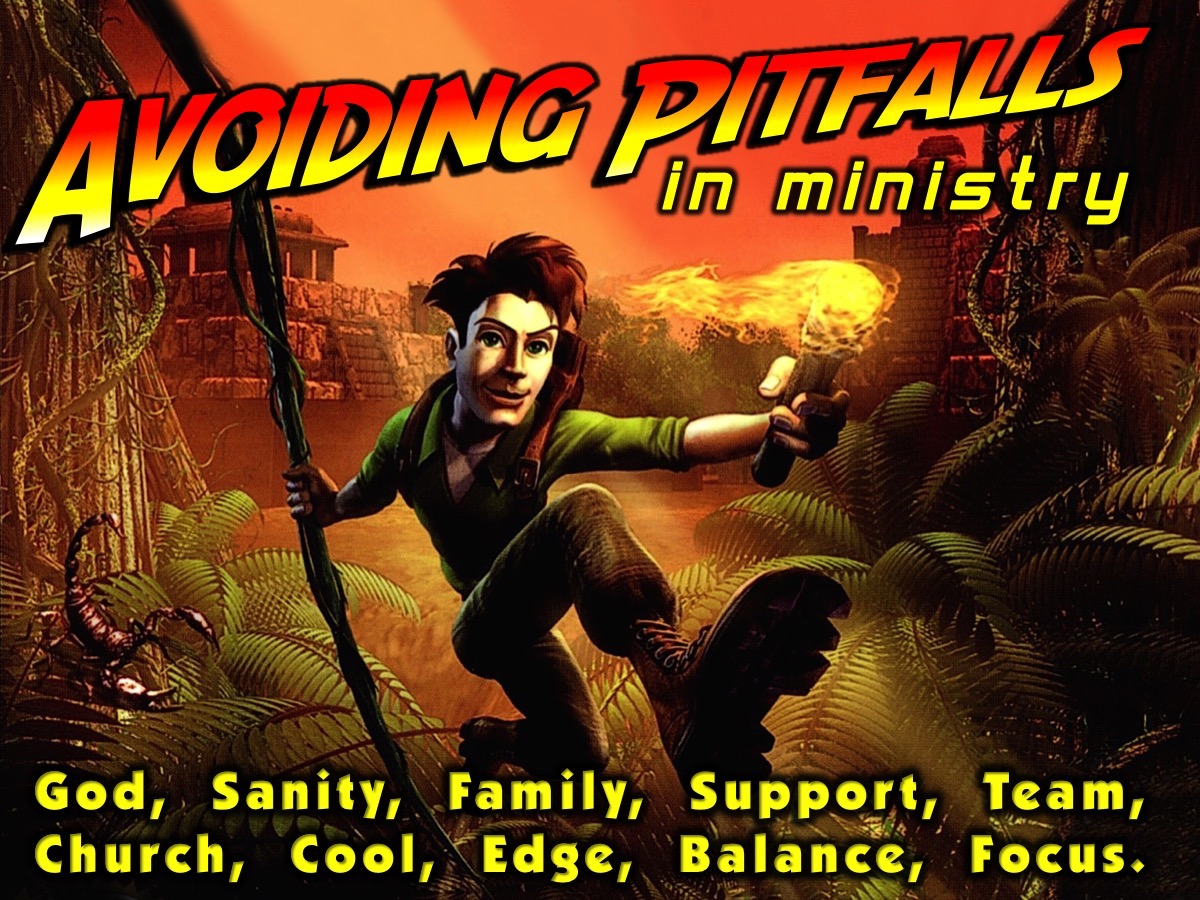 AVOIDING PITFALLS
in ministry
God, Sanity, Family, Support, Team,
Church, Cool, Edge, Balance, Focus.